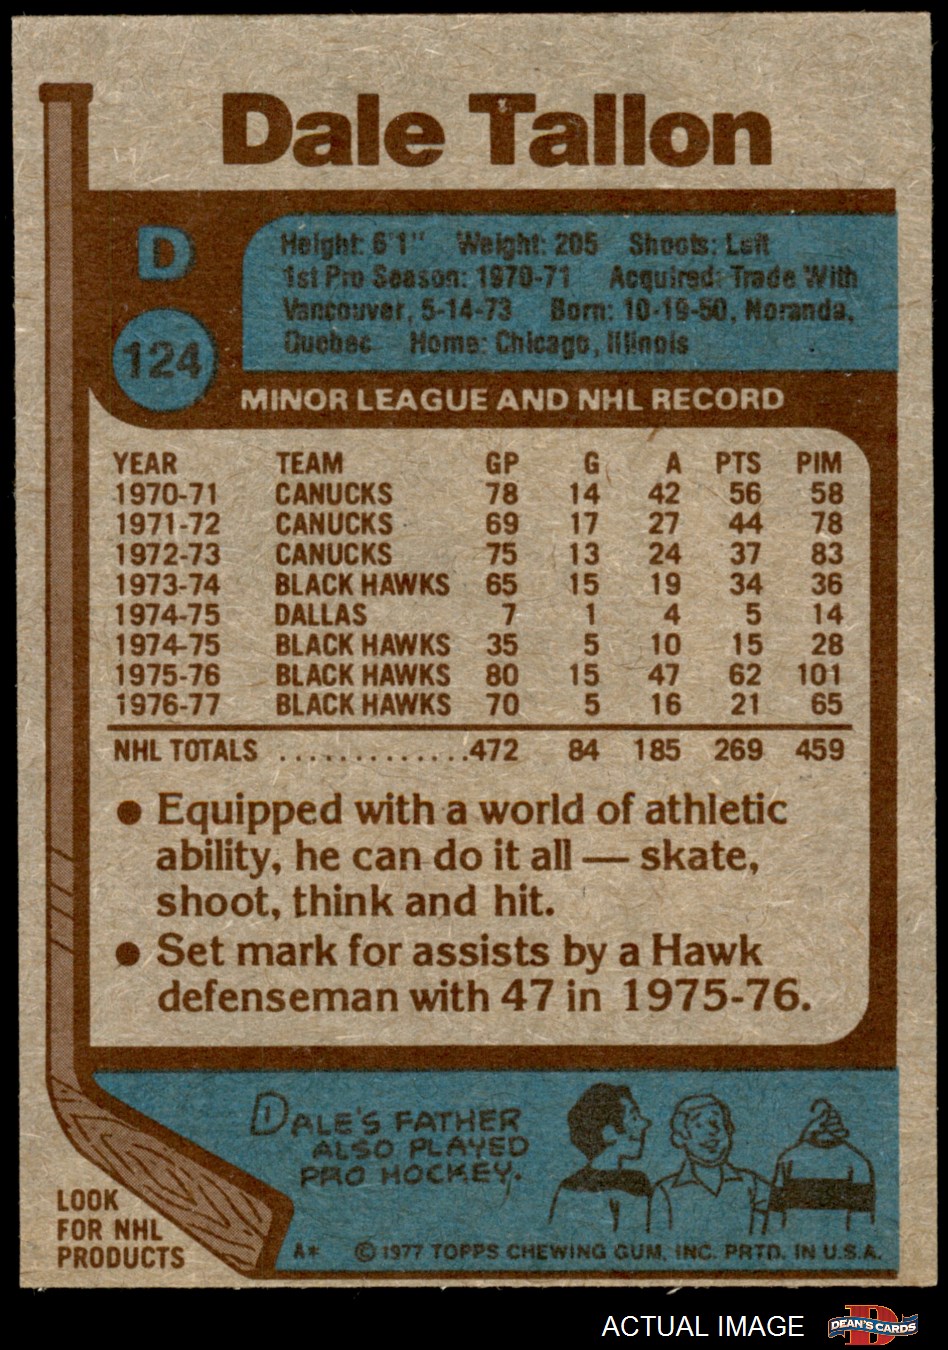 Dale Tallon
D
124
Height: 6'1" Weight: 205 Shoots: Left
1st Pro Season: 1970-71 Acquired: Trade With
Vancouver, 5-14-73 Born: 10-19-50, Noranda,
Quebec Home: Chicago, Illinois
MINOR LEAGUE AND NHL RECORD
YEAR TEAM GP G A PTS PIM
1970-71 CANUCKS 78 14 42 56 58
1971-72 CANUCKS 69 17 27 44 78
1972-73 CANUCKS 75 13 24 37 83
1973-74 BLACK HAWKS 65 15 19 34 36
1974-75 DALLAS 7 1 4 5 14
1974-75 BLACK HAWKS 35 5 10 15 28
1975-76 BLACK HAWKS 80 15 47 62 101
1976-77 BLACK HAWKS 70 5 16 21 65
NHL TOTALS .............472 84 185 269 459
● Equipped with a world of athletic
ability, he can do it all — skate,
shoot, think and hit.
● Set mark for assists by a Hawk
defenseman with 47 in 1975-76.
DALE'S FATHER
ALSO PLAYED
PRO HOCKEY.
LOOK
FOR NHL
PRODUCTS
A* © 1977 TOPPS CHEWING GUM, INC. PRTD. IN U.S.A.
ACTUAL IMAGE
DEAN'S CARDS